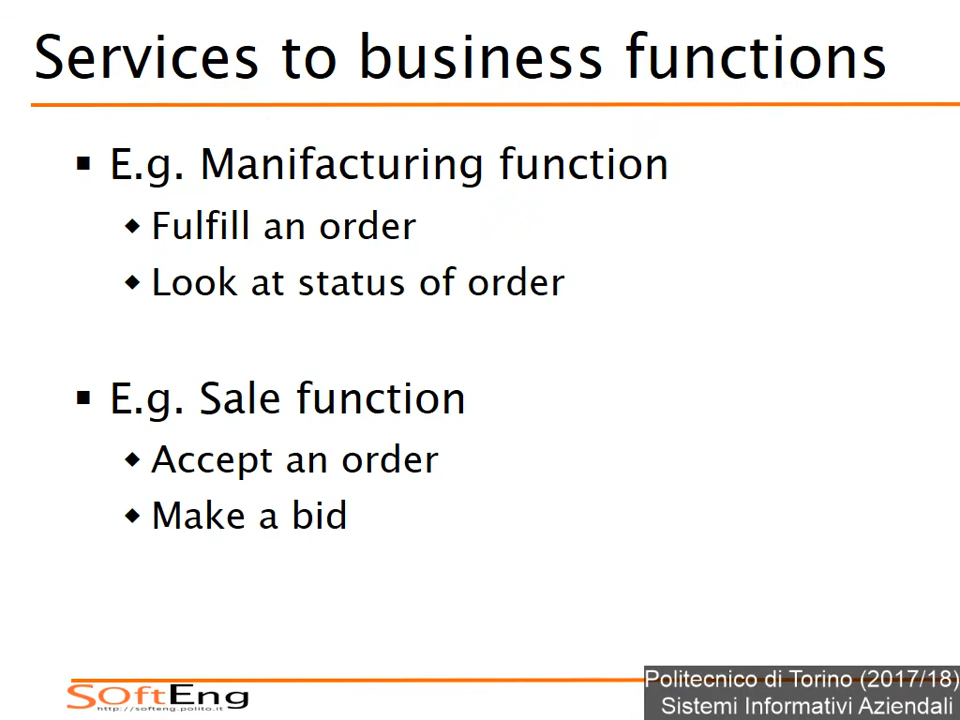 Services to business functions
▪ E.g. Manifacturing function
◆ Fulfill an order
◆ Look at status of order
▪ E.g. Sale function
◆ Accept an order
◆ Make a bid
SoftEng
http://softeng.polito.it
Politecnico di Torino (2017/18)
Sistemi Informativi Aziendali